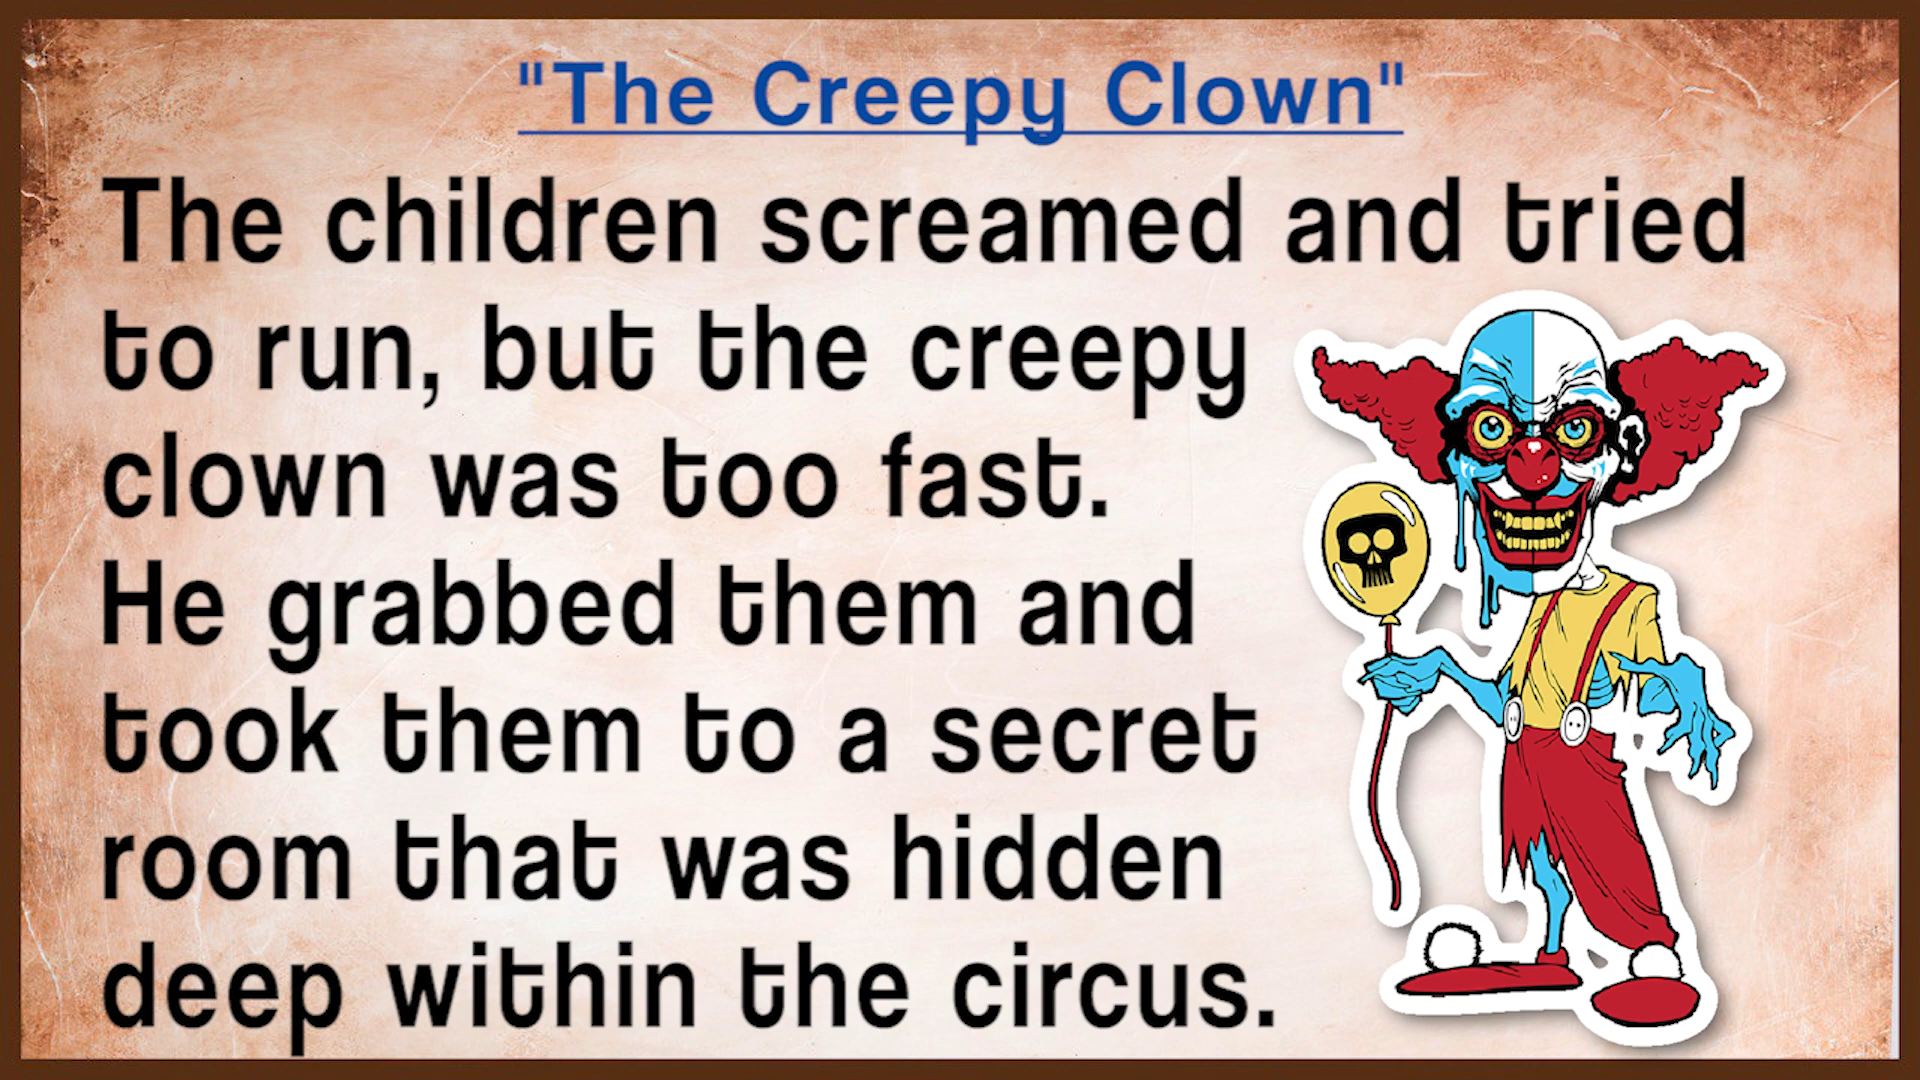 "The Creepy Clown"
The children screamed and tried
to run, but the creepy
clown was too fast.
He grabbed them and
took them to a secret
room that was hidden
deep within the circus.